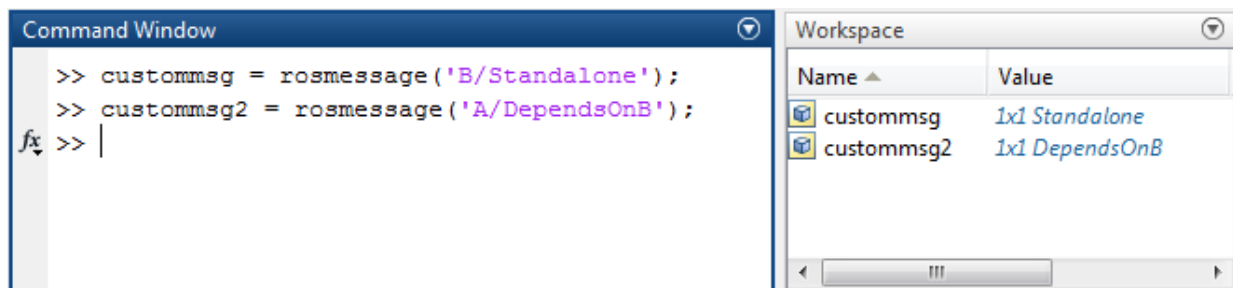 Command Window
>> custommsg = rosmessage('B/Standalone');
>> custommsg2 = rosmessage('A/DependsOnB');
fx >>
Workspace
Name Value
custommsg 1x1 Standalone
custommsg2 1x1 DependsOnB